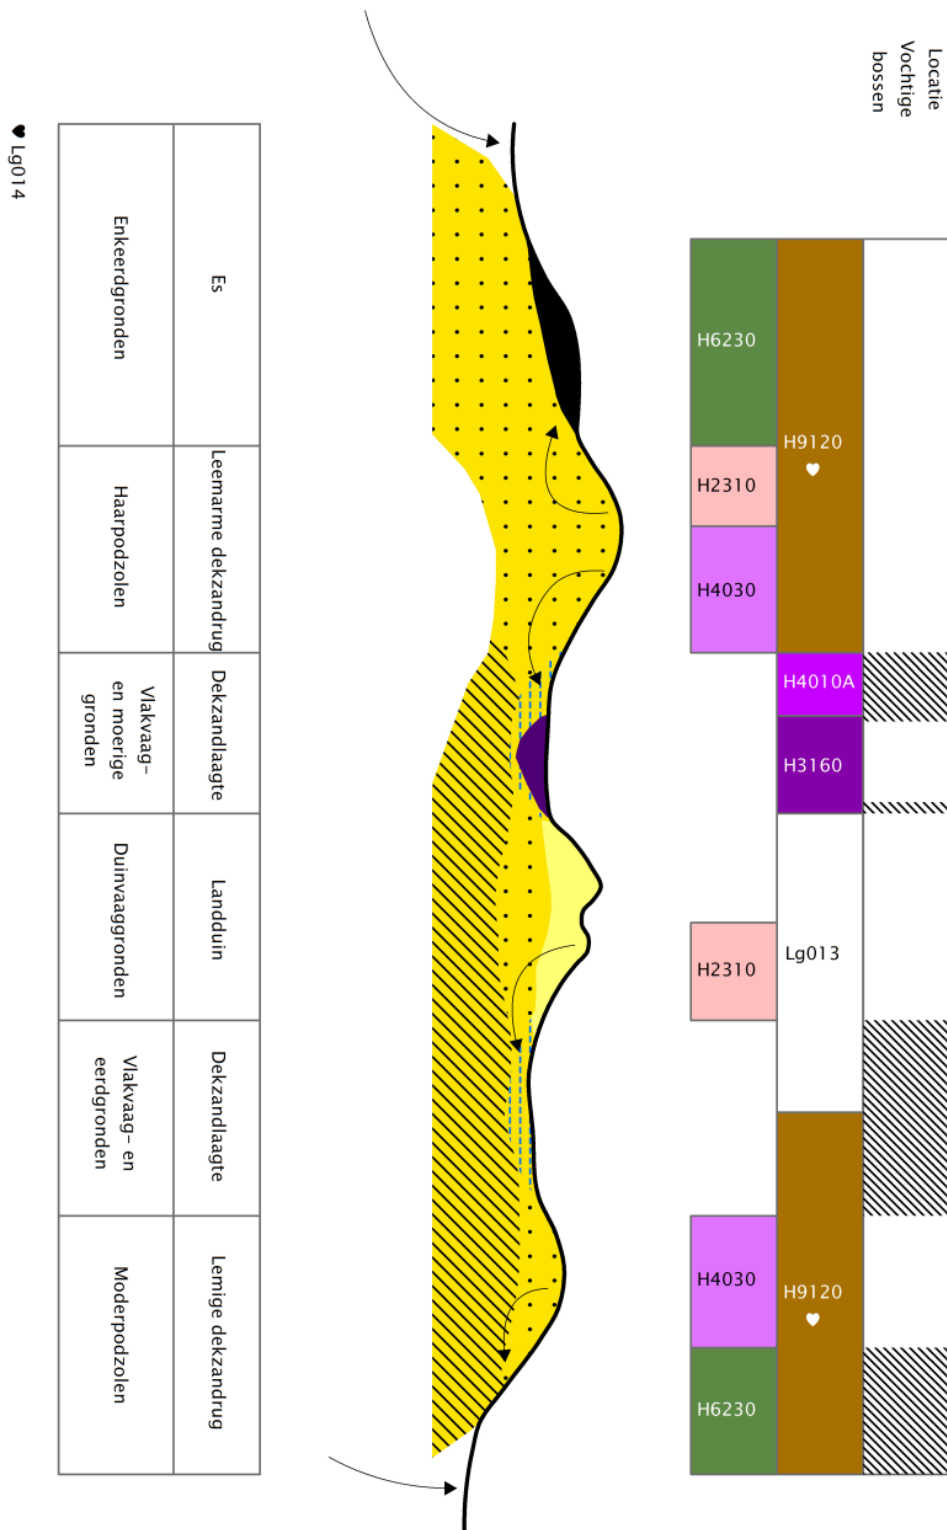 Locatie
Vochtige
bossen
H9120
♥
H4010A
H3160
Lg013
H9120
♥
H6230
H2310
H4030
H2310
H4030
H6230
Es
Leemarme dekzandrug
Dekzandlaagte
Landduin
Dekzandlaagte
Lemige dekzandrug
Enkeerdgronden
Haarpodzolen
Vlakvaag-
en moerige
gronden
Duinvaaggronden
Vlakvaag- en
eerdgronden
Moderpodzolen
♥ Lg014